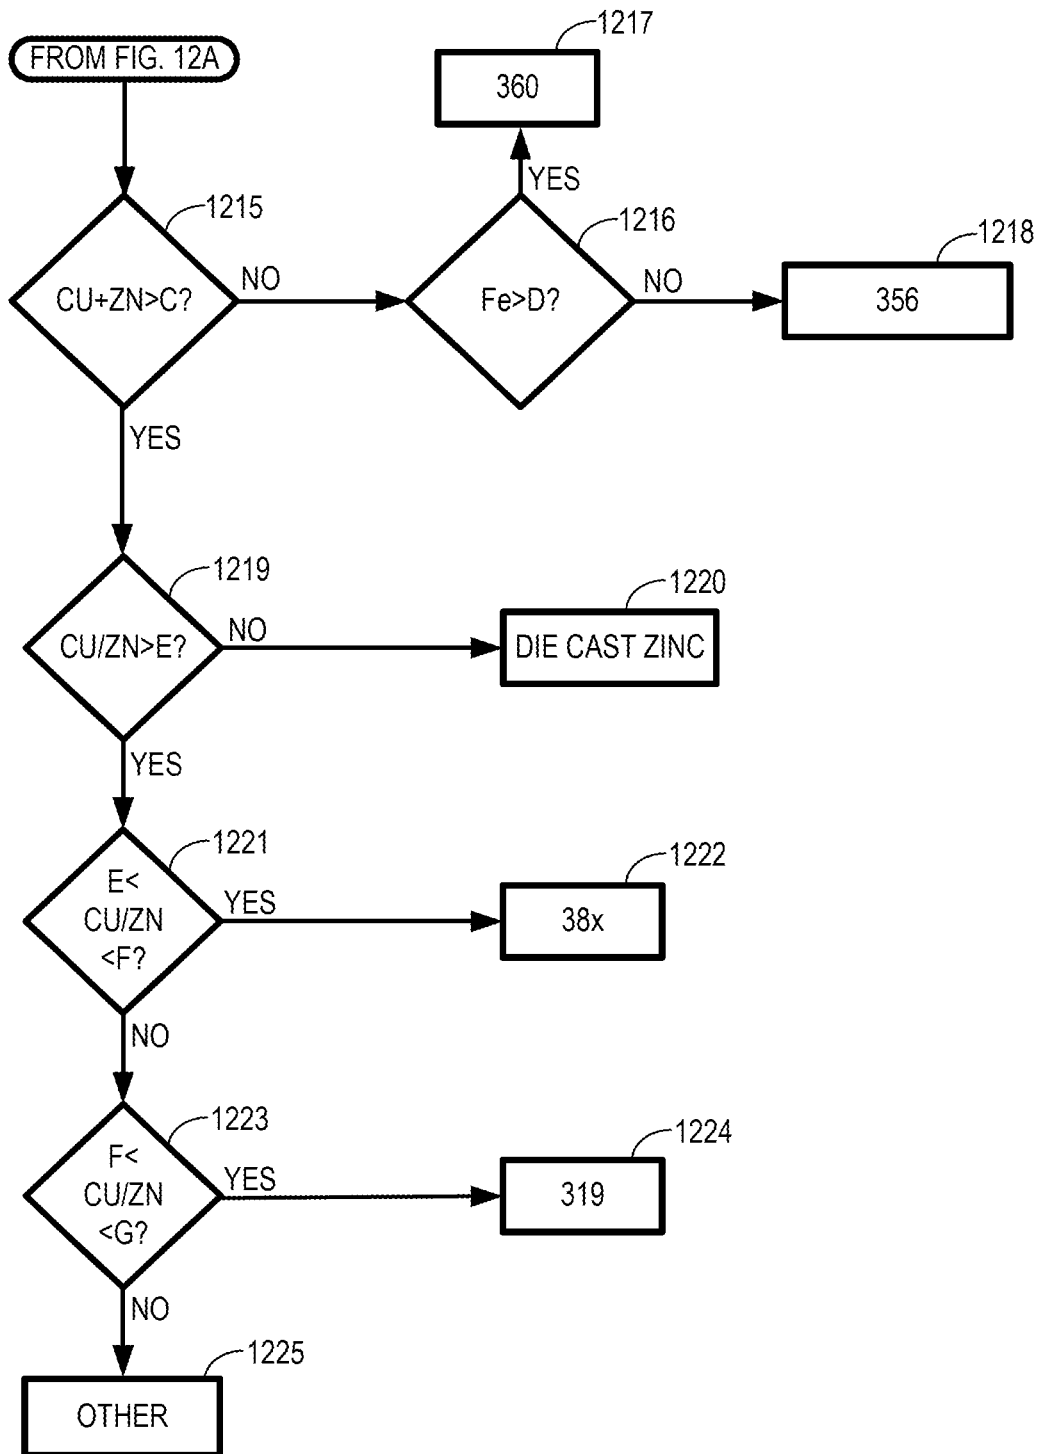 FROM FIG. 12A
1217
360
YES
1215
CU+ZN>C?
NO
1216
Fe>D?
NO
1218
356
YES
1219
CU/ZN>E?
NO
1220
DIE CAST ZINC
YES
1221
E<
CU/ZN
<F?
YES
1222
38x
NO
1223
F<
CU/ZN
<G?
YES
1224
319
NO
1225
OTHER